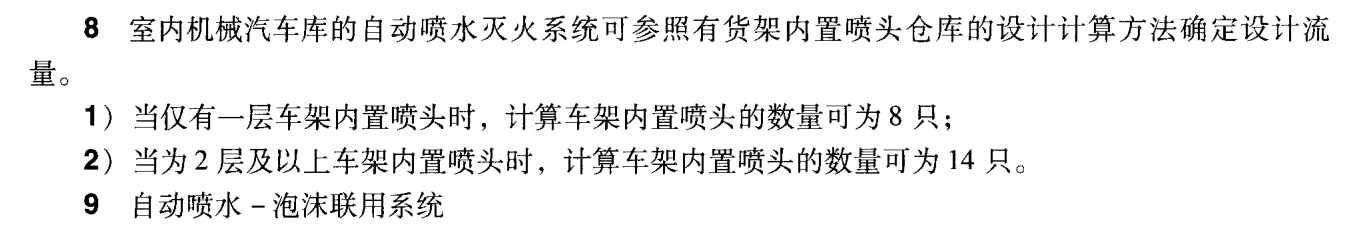 8 室内机械汽车库的自动喷水灭火系统可参照有货架内置喷头仓库的设计计算方法确定设计流
量。
1）当仅有一层车架内置喷头时，计算车架内置喷头的数量可为 8 只；
2）当为 2 层及以上车架内置喷头时，计算车架内置喷头的数量可为 14 只。
9 自动喷水－泡沫联用系统